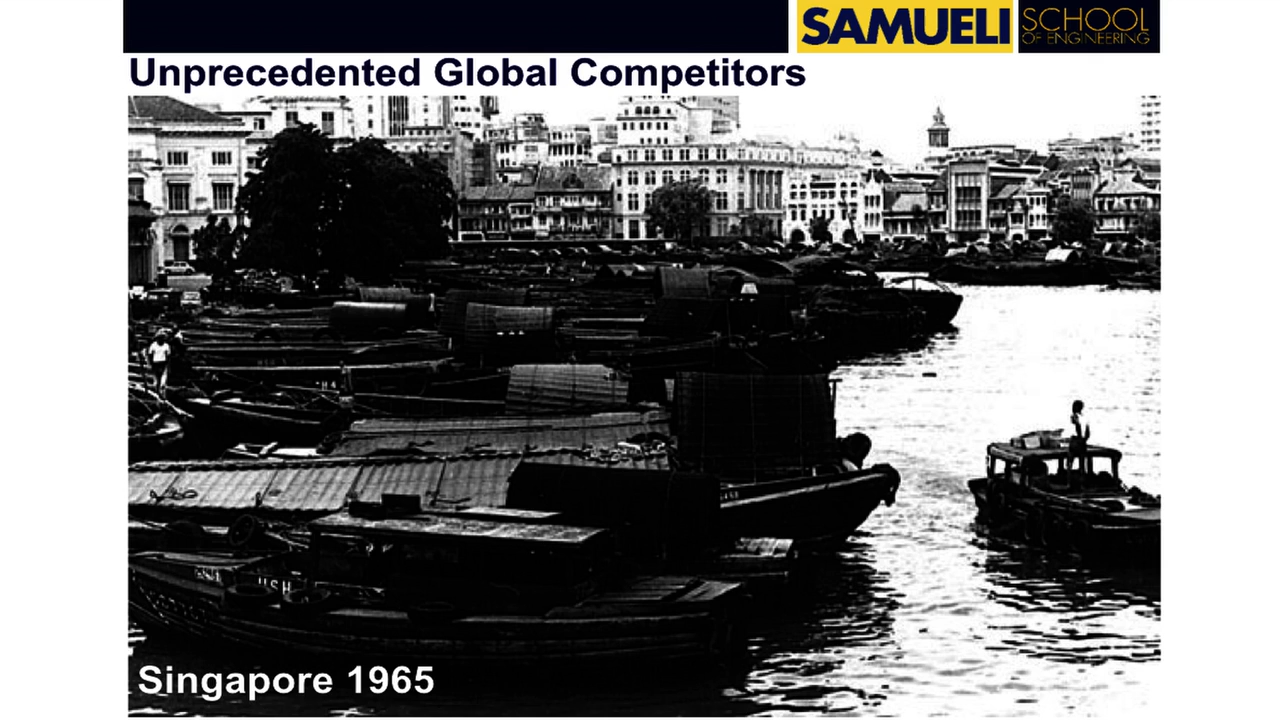 SAMUELI SCHOOL
OF ENGINEERING
Unprecedented Global Competitors
Singapore 1965